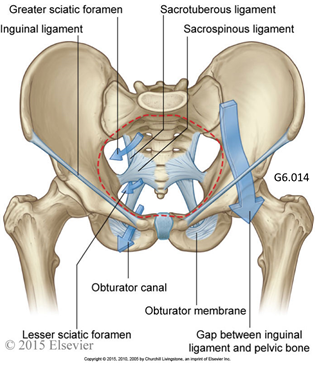 Greater sciatic foramen
Sacrotuberous ligament
Inguinal ligament
Sacrospinous ligament
G6.014
Obturator canal
Obturator membrane
Lesser sciatic foramen
Gap between inguinal
ligament and pelvic bone
© 2015 Elsevier
Copyright © 2015, 2010, 2005 by Churchill Livingstone, an imprint of Elsevier Inc.